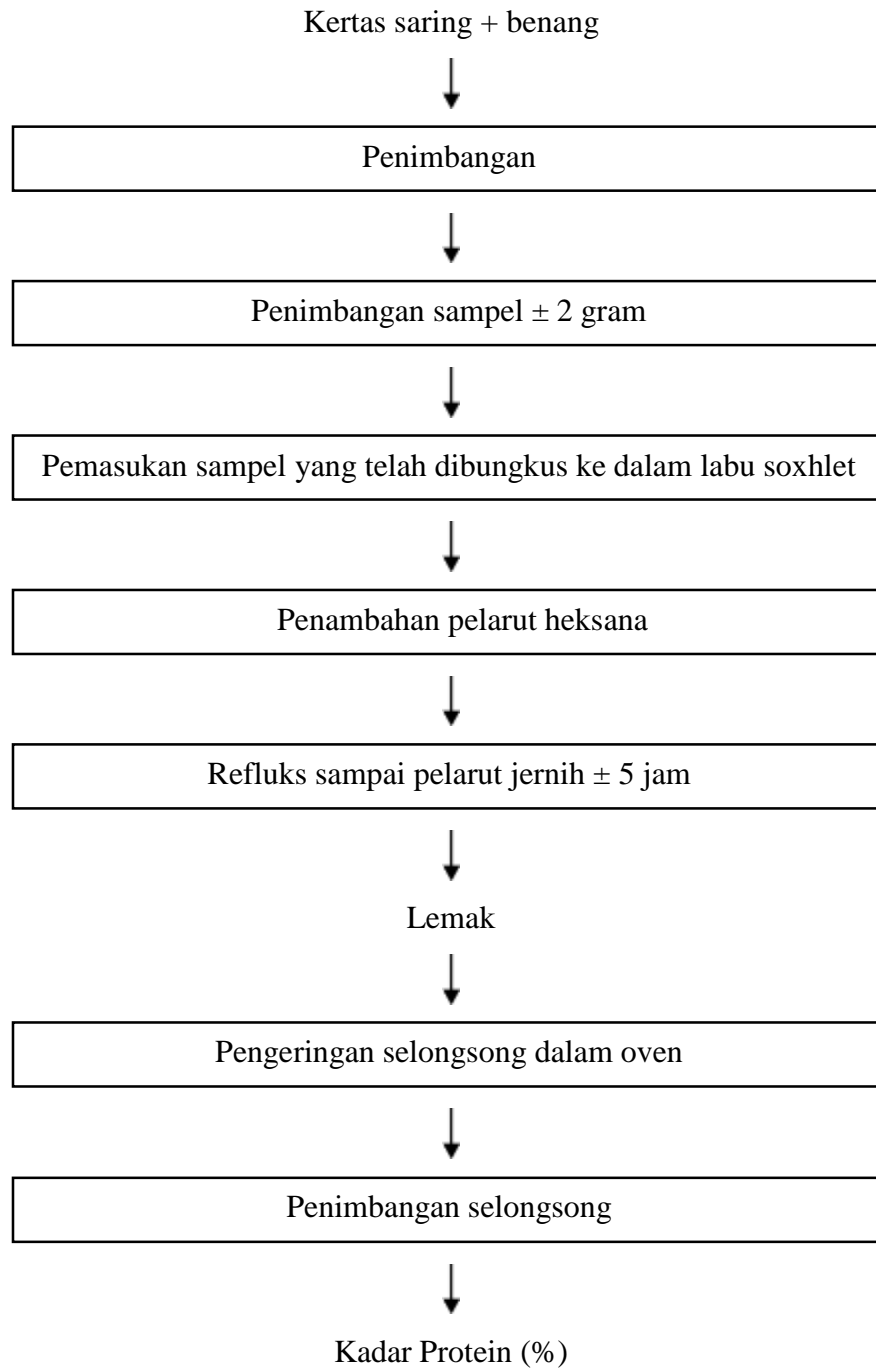 Kertas saring + benang
Penimbangan
Penimbangan sampel ± 2 gram
Pemasukan sampel yang telah dibungkus ke dalam labu soxhlet
Penambahan pelarut heksana
Refluks sampai pelarut jernih ± 5 jam
Lemak
Pengeringan selongsong dalam oven
Penimbangan selongsong
Kadar Protein (%)